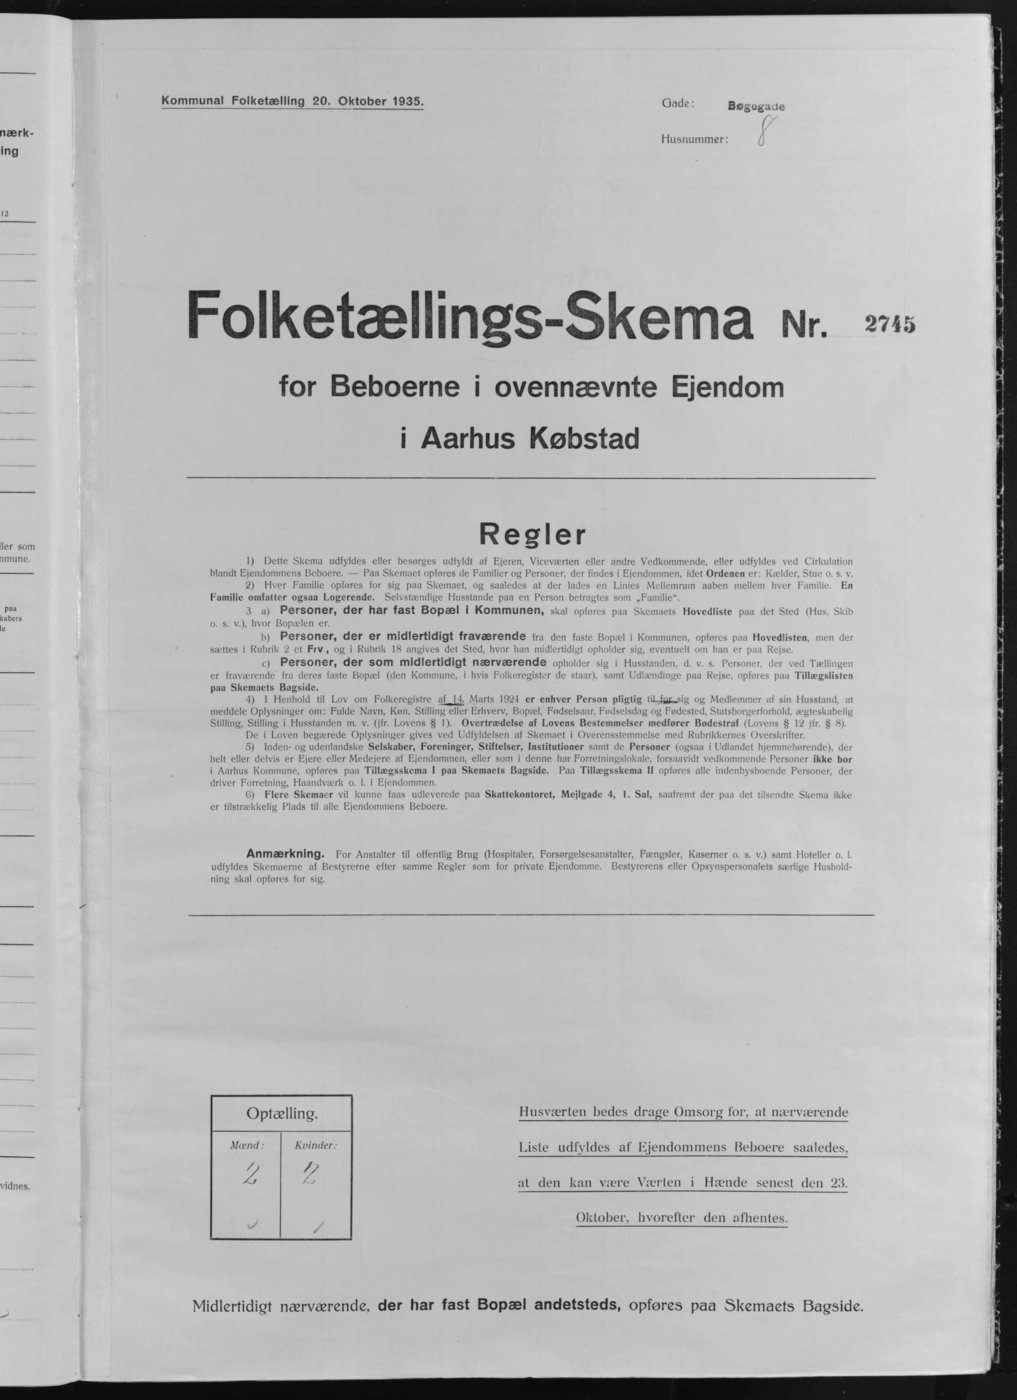 Kommunal Folketælling 20. Oktober 1935.
Gade: Bøgegade
Husnummer: 8
Folketællings-Skema Nr. 2745
for Beboerne i ovennævnte Ejendom
i Aarhus Købstad
Regler
1) Dette Skema udfyldes eller besørges udfyldt af Ejeren, Viceværten eller andre Vedkommende, eller udfyldes ved Cirkulation
blandt Ejendommens Beboere. — Paa Skemaet opføres de Familier og Personer, der findes i Ejendommen, idet Ordenen er: Kælder, Stue o. s. v.
2) Hver Familie opføres for sig paa Skemaet, og saaledes at der lades en Linies Mellemrum aaben mellem hver Familie. En
Familie omfatter ogsaa Logerende. Selvstændige Husstande paa en Person betragtes som „Familie“.
3 a) Personer, der har fast Bopæl i Kommunen, skal opføres paa Skemaets Hovedliste paa det Sted (Hus, Skib
o. s. v.), hvor Bopælen er.
b) Personer, der er midlertidigt fraværende fra den faste Bopæl i Kommunen, opføres paa Hovedlisten, men der
sættes i Rubrik 2 et Frv., og i Rubrik 18 angives det Sted, hvor han midlertidigt opholder sig, eventuelt om han er paa Rejse.
c) Personer, der som midlertidigt nærværende opholder sig i Husstanden, d. v. s. Personer, der ved Tællingen
er fraværende fra deres faste Bopæl (den Kommune, i hvis Folkeregister de staar), samt Udlændinge paa Rejse, opføres paa Tillægslisten
paa Skemaets Bagside.
4) I Henhold til Lov om Folkeregistre af 14. Marts 1924 er enhver Person pligtig til for sig og Medlemmer af sin Husstand, at
meddele Oplysninger om: Fulde Navn, Køn, Stilling eller Erhverv, Bopæl, Fødselsaar, Fødselsdag og Fødested, Statsborgerforhold, ægteskabelig
Stilling, Stilling i Husstanden m. v. (jfr. Lovens § 1). Overtrædelse af Lovens Bestemmelser medfører Bødestraf (Lovens § 12 jfr. § 8).
De i Loven begærede Oplysninger gives ved Udfyldelsen af Skemaet i Overensstemmelse med Rubrikkernes Overskrifter.
5) Inden- og udenlandske Selskaber, Foreninger, Stiftelser, Institutioner samt de Personer (ogsaa i Udlandet hjemmehørende), der
helt eller delvis er Ejere eller Medejere af Ejendommen, eller som i denne har Forretningslokale, forsaavidt vedkommende Personer ikke bor
i Aarhus Kommune, opføres paa Tillægsskema I paa Skemaets Bagside. Paa Tillægsskema II opføres alle indenbysboende Personer, der
driver Forretning, Haandværk o. l. i Ejendommen.
6) Flere Skemaer vil kunne faas udleverede paa Skattekontoret, Mejlgade 4, 1. Sal, saafremt der paa det tilsendte Skema ikke
er tilstrækkelig Plads til alle Ejendommens Beboere.
Anmærkning. For Anstalter til offentlig Brug (Hospitaler, Forsørgelsesanstalter, Fængsler, Kaserner o. s. v.) samt Hoteller o. l.
udfyldes Skemaerne af Bestyrerne efter samme Regler som for private Ejendomme. Bestyrerens eller Opsynspersonalets særlige Hushold-
ning skal opføres for sig.
Optælling.
Mænd: Kvinder:
2 2
Husværten bedes drage Omsorg for, at nærværende
Liste udfyldes af Ejendommens Beboere saaledes,
at den kan være Værten i Hænde senest den 23.
Oktober, hvorefter den afhentes.
Midlertidigt nærværende, der har fast Bopæl andetsteds, opføres paa Skemaets Bagside.